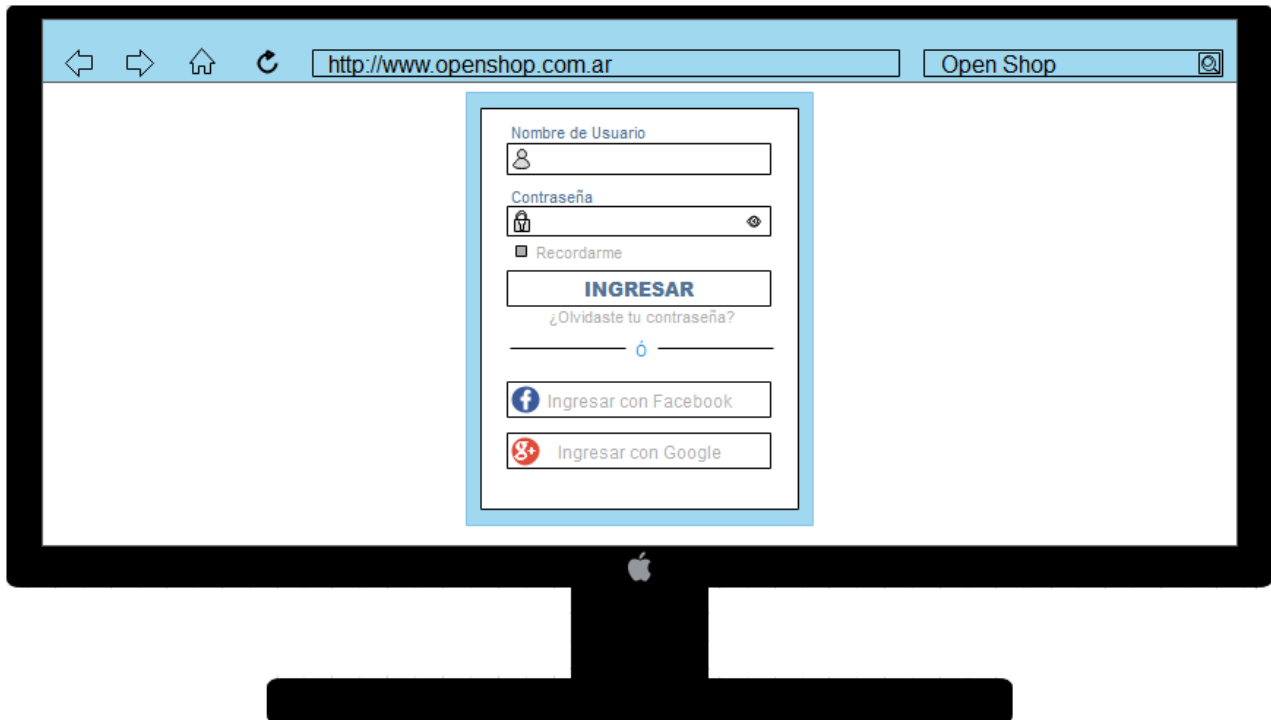 http://www.openshop.com.ar
Open Shop
Nombre de Usuario
Contraseña
Recordarme
INGRESAR
¿Olvidaste tu contraseña?
Ó
Ingresar con Facebook
Ingresar con Google